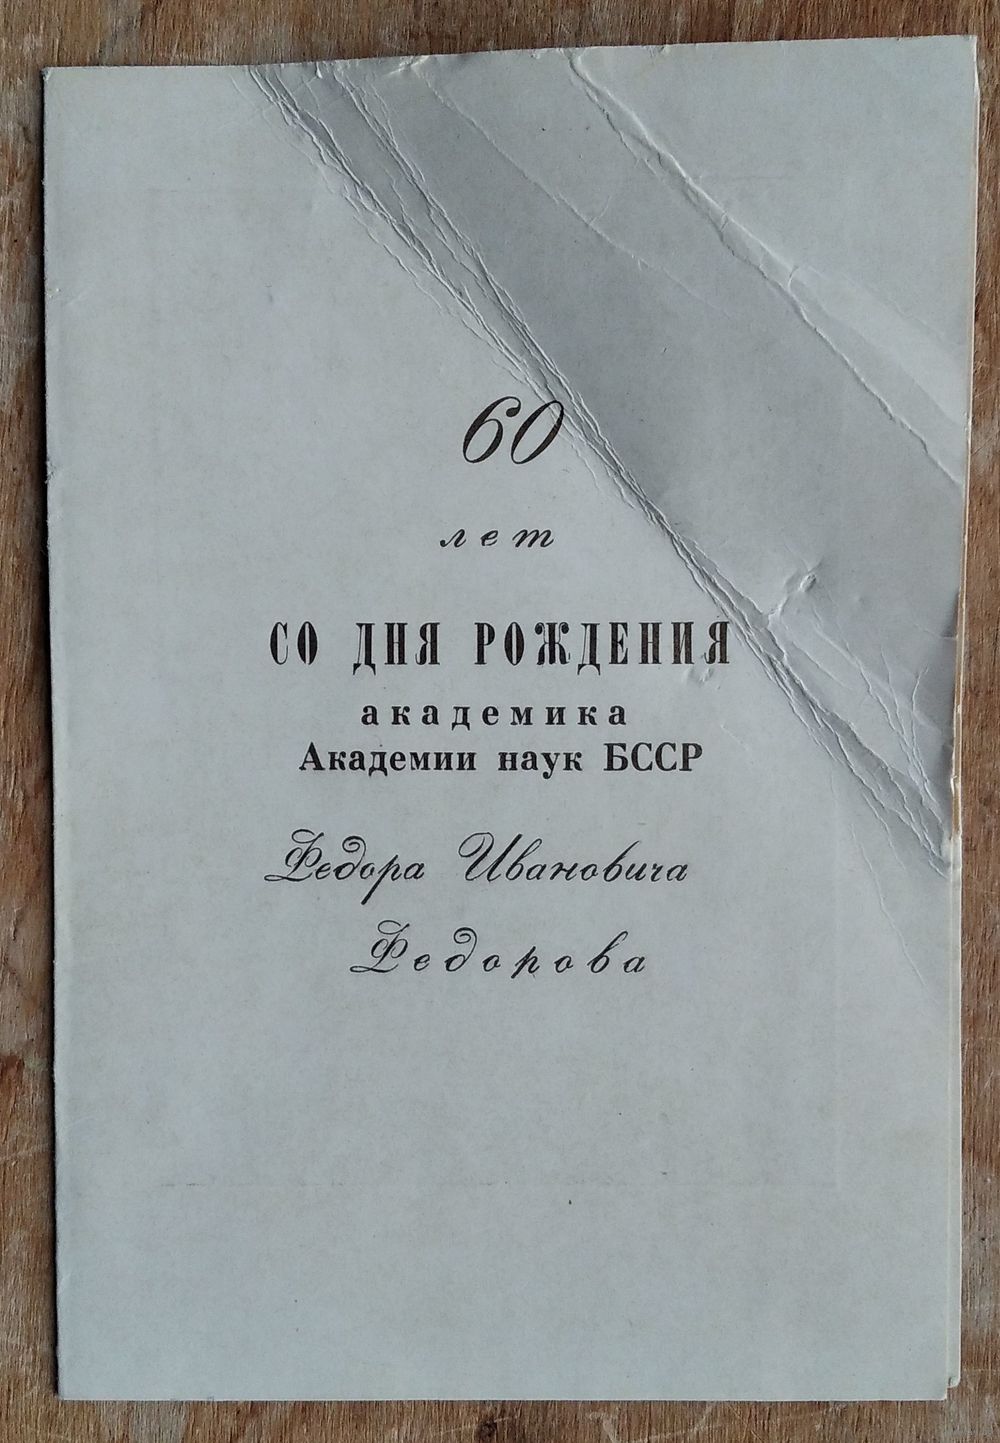 60
лет
СО ДНЯ РОЖДЕНИЯ
академика
Академии наук БССР
Федора Ивановича
Федорова